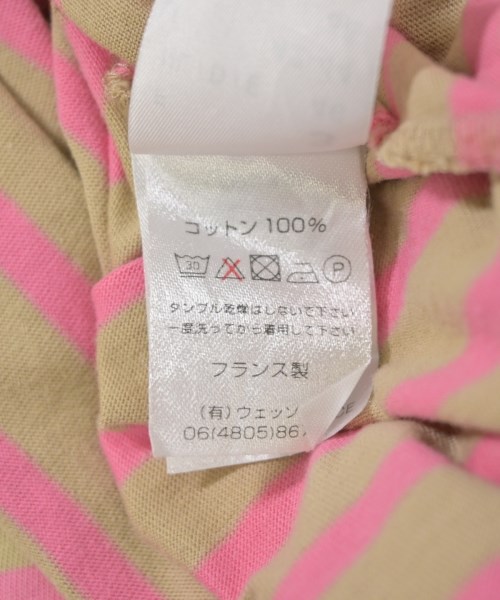 コットン 100%
30 P
タンブル乾燥はしないで下さい
一度洗ってから着用して下さい
フランス製
(有)ウェッソ
06(4805)867